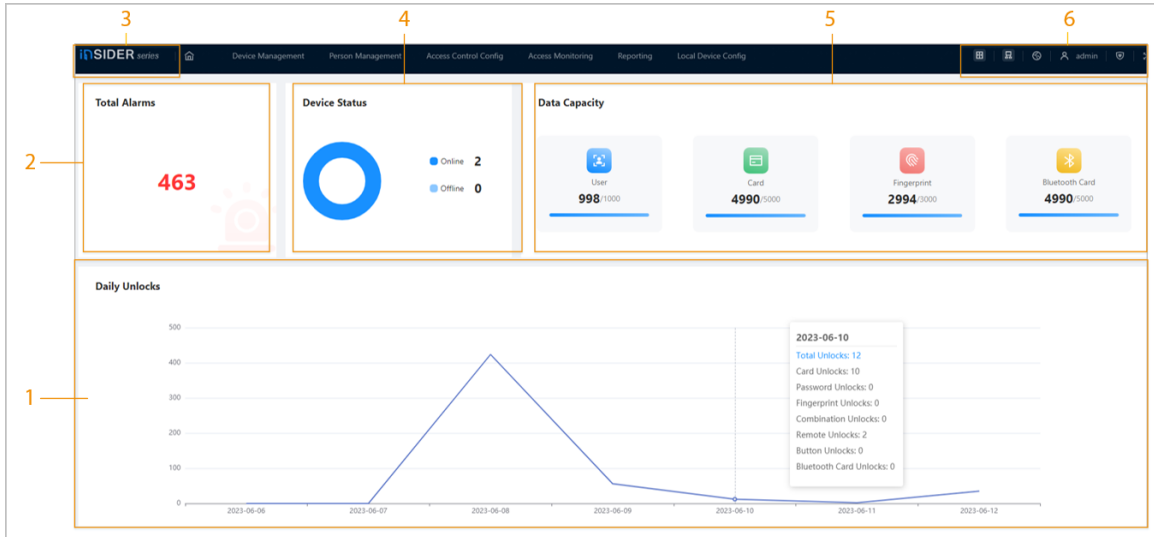 3 4 5 6
inSIDER series Device Management Person Management Access Control Config Access Monitoring Reporting Local Device Config admin
2
Total Alarms
463
Device Status
Online 2
Offline 0
Data Capacity
User
998/1000
Card
4990/5000
Fingerprint
2994/3000
Bluetooth Card
4990/5000
1
Daily Unlocks
500
400
300
200
100
0
2023-06-06 2023-06-07 2023-06-08 2023-06-09 2023-06-10 2023-06-11 2023-06-12
2023-06-10
Total Unlocks: 12
Card Unlocks: 10
Password Unlocks: 0
Fingerprint Unlocks: 0
Combination Unlocks: 0
Remote Unlocks: 2
Button Unlocks: 0
Bluetooth Card Unlocks: 0